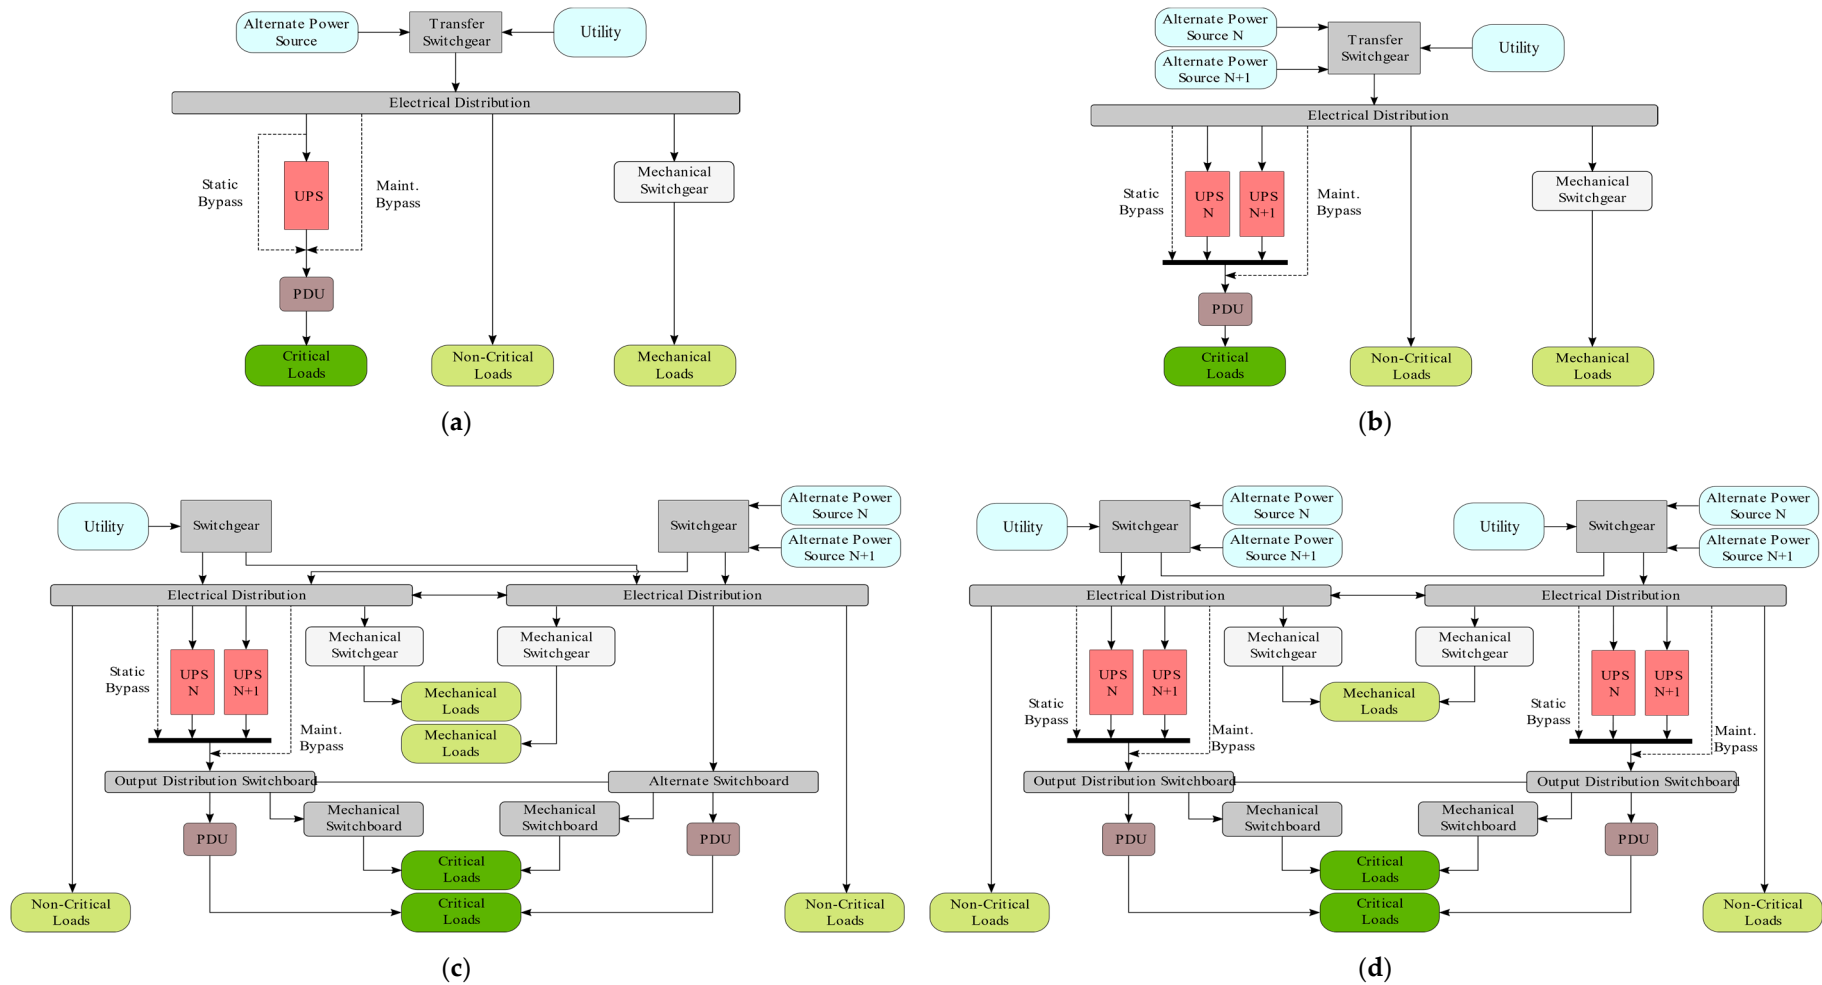 Alternate Power
Source
Transfer
Switchgear
Utility
Electrical Distribution
Static
Bypass
UPS
Maint.
Bypass
Mechanical
Switchgear
PDU
Critical
Loads
Non-Critical
Loads
Mechanical
Loads
(a)
Alternate Power
Source N
Alternate Power
Source N+1
Transfer
Switchgear
Utility
Electrical Distribution
Static
Bypass
UPS
N
UPS
N+1
Maint.
Bypass
Mechanical
Switchgear
PDU
Critical
Loads
Non-Critical
Loads
Mechanical
Loads
(b)
Utility
Switchgear
Switchgear
Alternate Power
Source N
Alternate Power
Source N+1
Electrical Distribution
Electrical Distribution
Static
Bypass
UPS
N
UPS
N+1
Maint.
Bypass
Mechanical
Switchgear
Mechanical
Switchgear
Mechanical
Loads
Mechanical
Loads
Output Distribution Switchboard
Alternate Switchboard
PDU
Mechanical
Switchboard
Mechanical
Switchboard
PDU
Critical
Loads
Critical
Loads
Non-Critical
Loads
Non-Critical
Loads
(c)
Utility
Switchgear
Alternate Power
Source N
Alternate Power
Source N+1
Utility
Switchgear
Alternate Power
Source N
Alternate Power
Source N+1
Electrical Distribution
Electrical Distribution
Static
Bypass
UPS
N
UPS
N+1
Maint.
Bypass
Mechanical
Switchgear
Mechanical
Switchgear
Mechanical
Loads
Static
Bypass
UPS
N
UPS
N+1
Maint.
Bypass
Output Distribution Switchboard
Output Distribution Switchboard
PDU
Mechanical
Switchboard
Mechanical
Switchboard
PDU
Critical
Loads
Critical
Loads
Non-Critical
Loads
Non-Critical
Loads
(d)